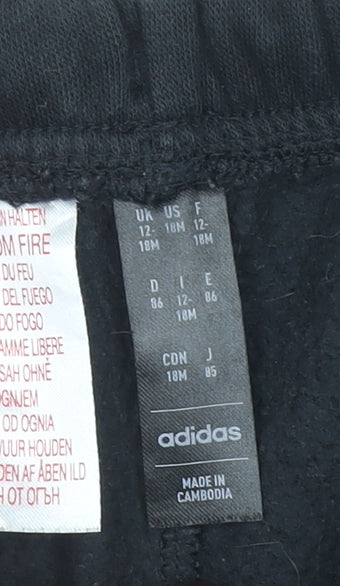 N HALTEN
OM FIRE
DU FEU
DEL FUEGO
DO FOGO
AMME LIBERE
SAH OHNĚ
OGNJEM
OD OGNIA
VUUR HOUDEN
DEN AF ÅBEN ILD
Н ОТ ОГЪН
UK US F
12- 18M 12-
18M 18M
D I E
86 12- 86
18M
CDN J
18M 85
adidas
MADE IN
CAMBODIA